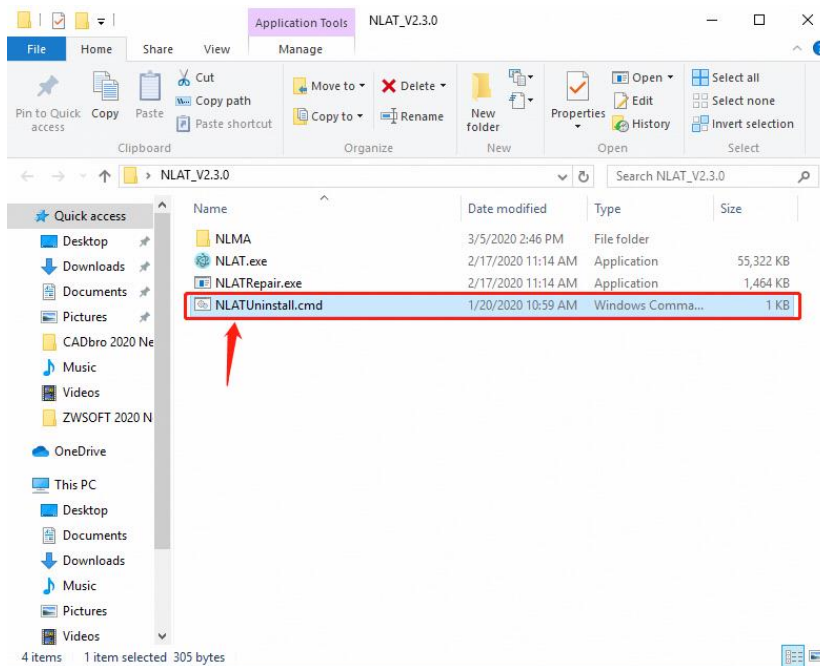 Application Tools NLAT_V2.3.0
File Home Share View Manage
Pin to Quick access
Copy
Paste
Cut
Copy path
Paste shortcut
Clipboard
Move to
Copy to
Delete
Rename
Organize
New folder
New
Properties
Open
Edit
History
Open
Select all
Select none
Invert selection
Select
NLAT_V2.3.0 Search NLAT_V2.3.0
Name Date modified Type Size
NLMA 3/5/2020 2:46 PM File folder
NLAT.exe 2/17/2020 11:14 AM Application 55,322 KB
NLATRepair.exe 2/17/2020 11:14 AM Application 1,464 KB
NLATUninstall.cmd 1/20/2020 10:59 AM Windows Comma... 1 KB
Quick access
Desktop
Downloads
Documents
Pictures
CADbro 2020 Ne
Music
Videos
ZWSOFT 2020 N
OneDrive
This PC
Desktop
Documents
Downloads
Music
Pictures
Videos
4 items 1 item selected 305 bytes